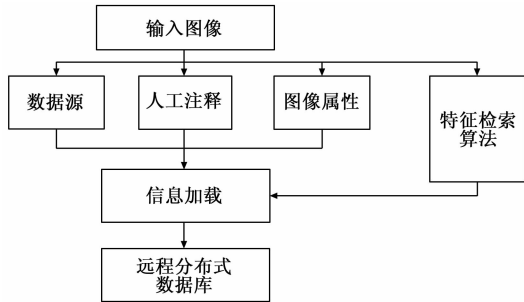 输入图像
数据源
人工注释
图像属性
特征检索
算法
信息加载
远程分布式
数据库